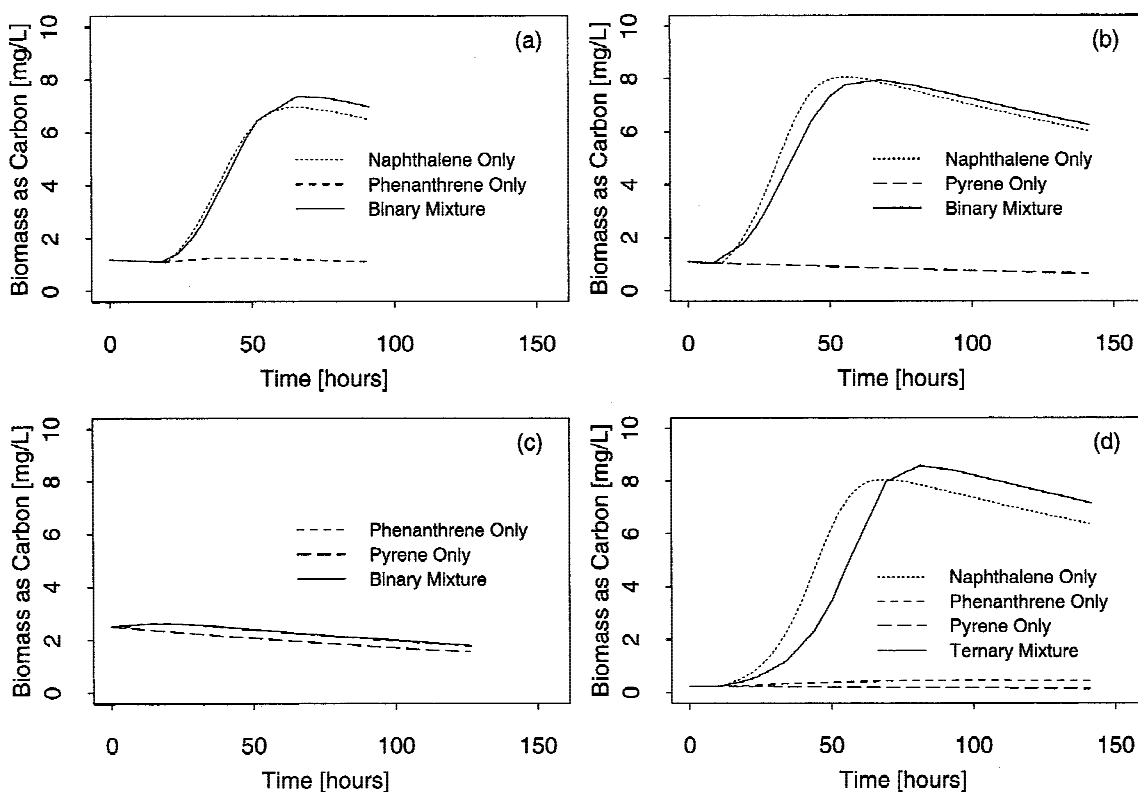 (a)
Biomass as Carbon [mg/L]
10
8
6
4
2
0
Naphthalene Only
Phenanthrene Only
Binary Mixture
0
50
100
150
Time [hours]
(b)
Biomass as Carbon [mg/L]
10
8
6
4
2
0
Naphthalene Only
Pyrene Only
Binary Mixture
0
50
100
150
Time [hours]
(c)
Biomass as Carbon [mg/L]
10
8
6
4
2
0
Phenanthrene Only
Pyrene Only
Binary Mixture
0
50
100
150
Time [hours]
(d)
Biomass as Carbon [mg/L]
10
8
6
4
2
0
Naphthalene Only
Phenanthrene Only
Pyrene Only
Ternary Mixture
0
50
100
150
Time [hours]